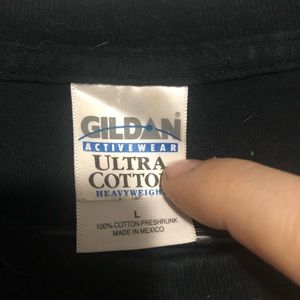 GILDAN
ACTIVEWEAR
ULTRA
COTTO
HEAVYWEIGH
L
100% COTTON PRESHRUNK
MADE IN MEXICO